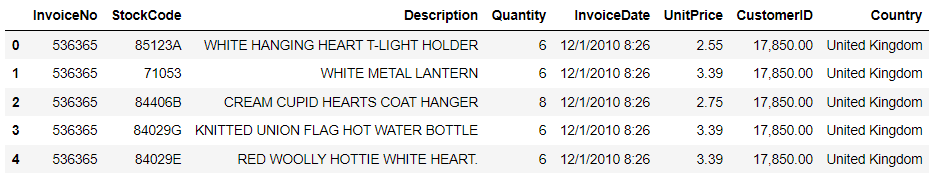 InvoiceNo StockCode Description Quantity InvoiceDate UnitPrice CustomerID Country
0 536365 85123A WHITE HANGING HEART T-LIGHT HOLDER 6 12/1/2010 8:26 2.55 17,850.00 United Kingdom
1 536365 71053 WHITE METAL LANTERN 6 12/1/2010 8:26 3.39 17,850.00 United Kingdom
2 536365 84406B CREAM CUPID HEARTS COAT HANGER 8 12/1/2010 8:26 2.75 17,850.00 United Kingdom
3 536365 84029G KNITTED UNION FLAG HOT WATER BOTTLE 6 12/1/2010 8:26 3.39 17,850.00 United Kingdom
4 536365 84029E RED WOOLLY HOTTIE WHITE HEART. 6 12/1/2010 8:26 3.39 17,850.00 United Kingdom